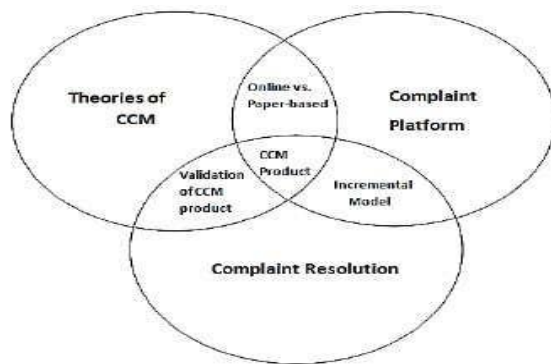 Theories of
CCM
Online vs.
Paper-based
Complaint
Platform
Validation
of CCM
product
CCM
Product
Incremental
Model
Complaint Resolution